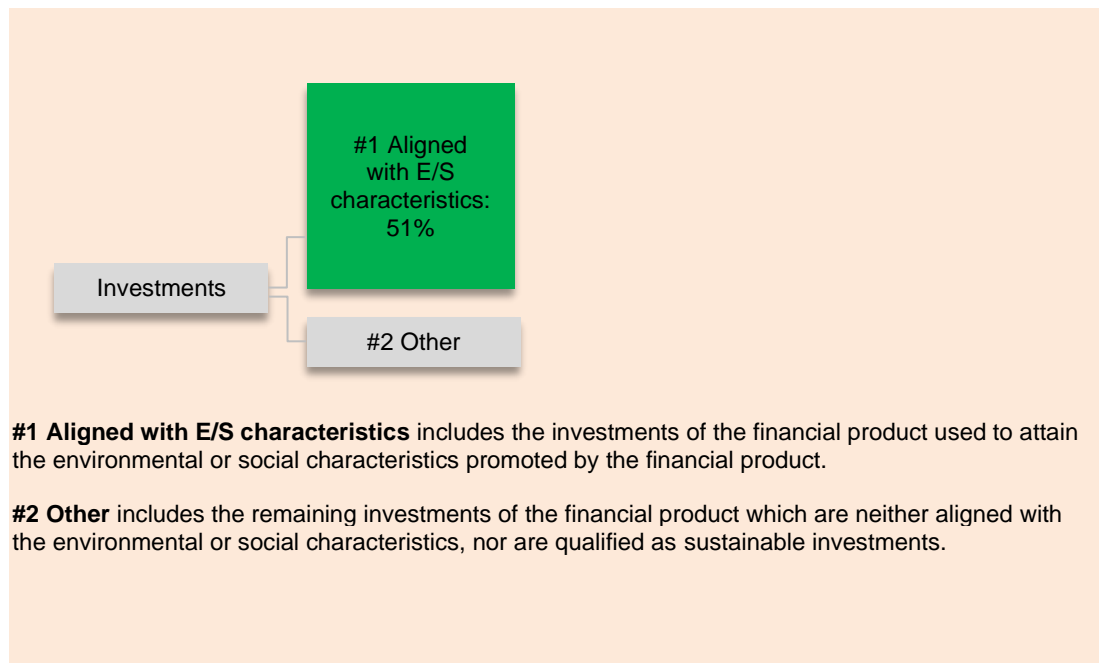 #1 Aligned
with E/S
characteristics:
51%
Investments
#2 Other
#1 Aligned with E/S characteristics includes the investments of the financial product used to attain
the environmental or social characteristics promoted by the financial product.
#2 Other includes the remaining investments of the financial product which are neither aligned with
the environmental or social characteristics, nor are qualified as sustainable investments.